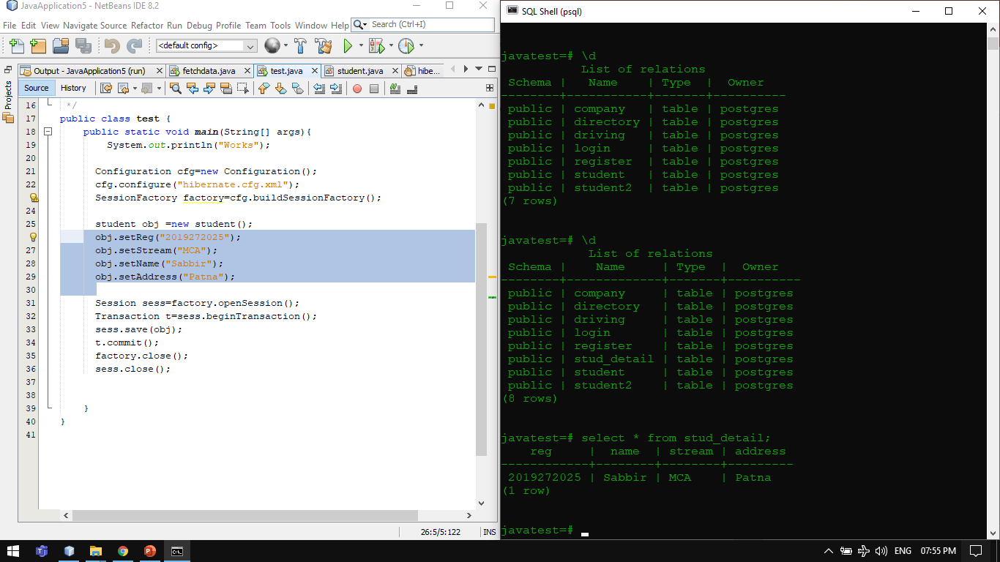 JavaApplication5 - NetBeans IDE 8.2
File Edit View Navigate Source Refactor Run Debug Profile Team Tools Window Help
Search (Ctrl+I)
<default config>
Projects
Output - JavaApplication5 (run)
fetchdata.java
test.java
student.java
hibe...
Source
History
16 */
17 public class test {
18 public static void main(String[] args){
19 System.out.println("Works");
20
21 Configuration cfg=new Configuration();
22 cfg.configure("hibernate.cfg.xml");
SessionFactory factory=cfg.buildSessionFactory();
24
25 student obj =new student();
obj.setReg("2019272025");
27 obj.setStream("MCA");
28 obj.setName("Sabbir");
29 obj.setAddress("Patna");
30
31 Session sess=factory.openSession();
32 Transaction t=sess.beginTransaction();
33 sess.save(obj);
34 t.commit();
35 factory.close();
36 sess.close();
37
38
39 }
40 }
41
26:5/5:122 INS
SQL Shell (psql)
javatest=# \d
List of relations
Schema | Name | Type | Owner
--------+-----------+-------+----------
public | company | table | postgres
public | directory | table | postgres
public | driving | table | postgres
public | login | table | postgres
public | register | table | postgres
public | student | table | postgres
public | student2 | table | postgres
(7 rows)
javatest=# \d
List of relations
Schema | Name | Type | Owner
--------+-------------+-------+----------
public | company | table | postgres
public | directory | table | postgres
public | driving | table | postgres
public | login | table | postgres
public | register | table | postgres
public | stud_detail | table | postgres
public | student | table | postgres
public | student2 | table | postgres
(8 rows)
javatest=# select * from stud_detail;
reg | name | stream | address
------------+--------+--------+---------
2019272025 | Sabbir | MCA | Patna
(1 row)
javatest=#
ENG 07:55 PM